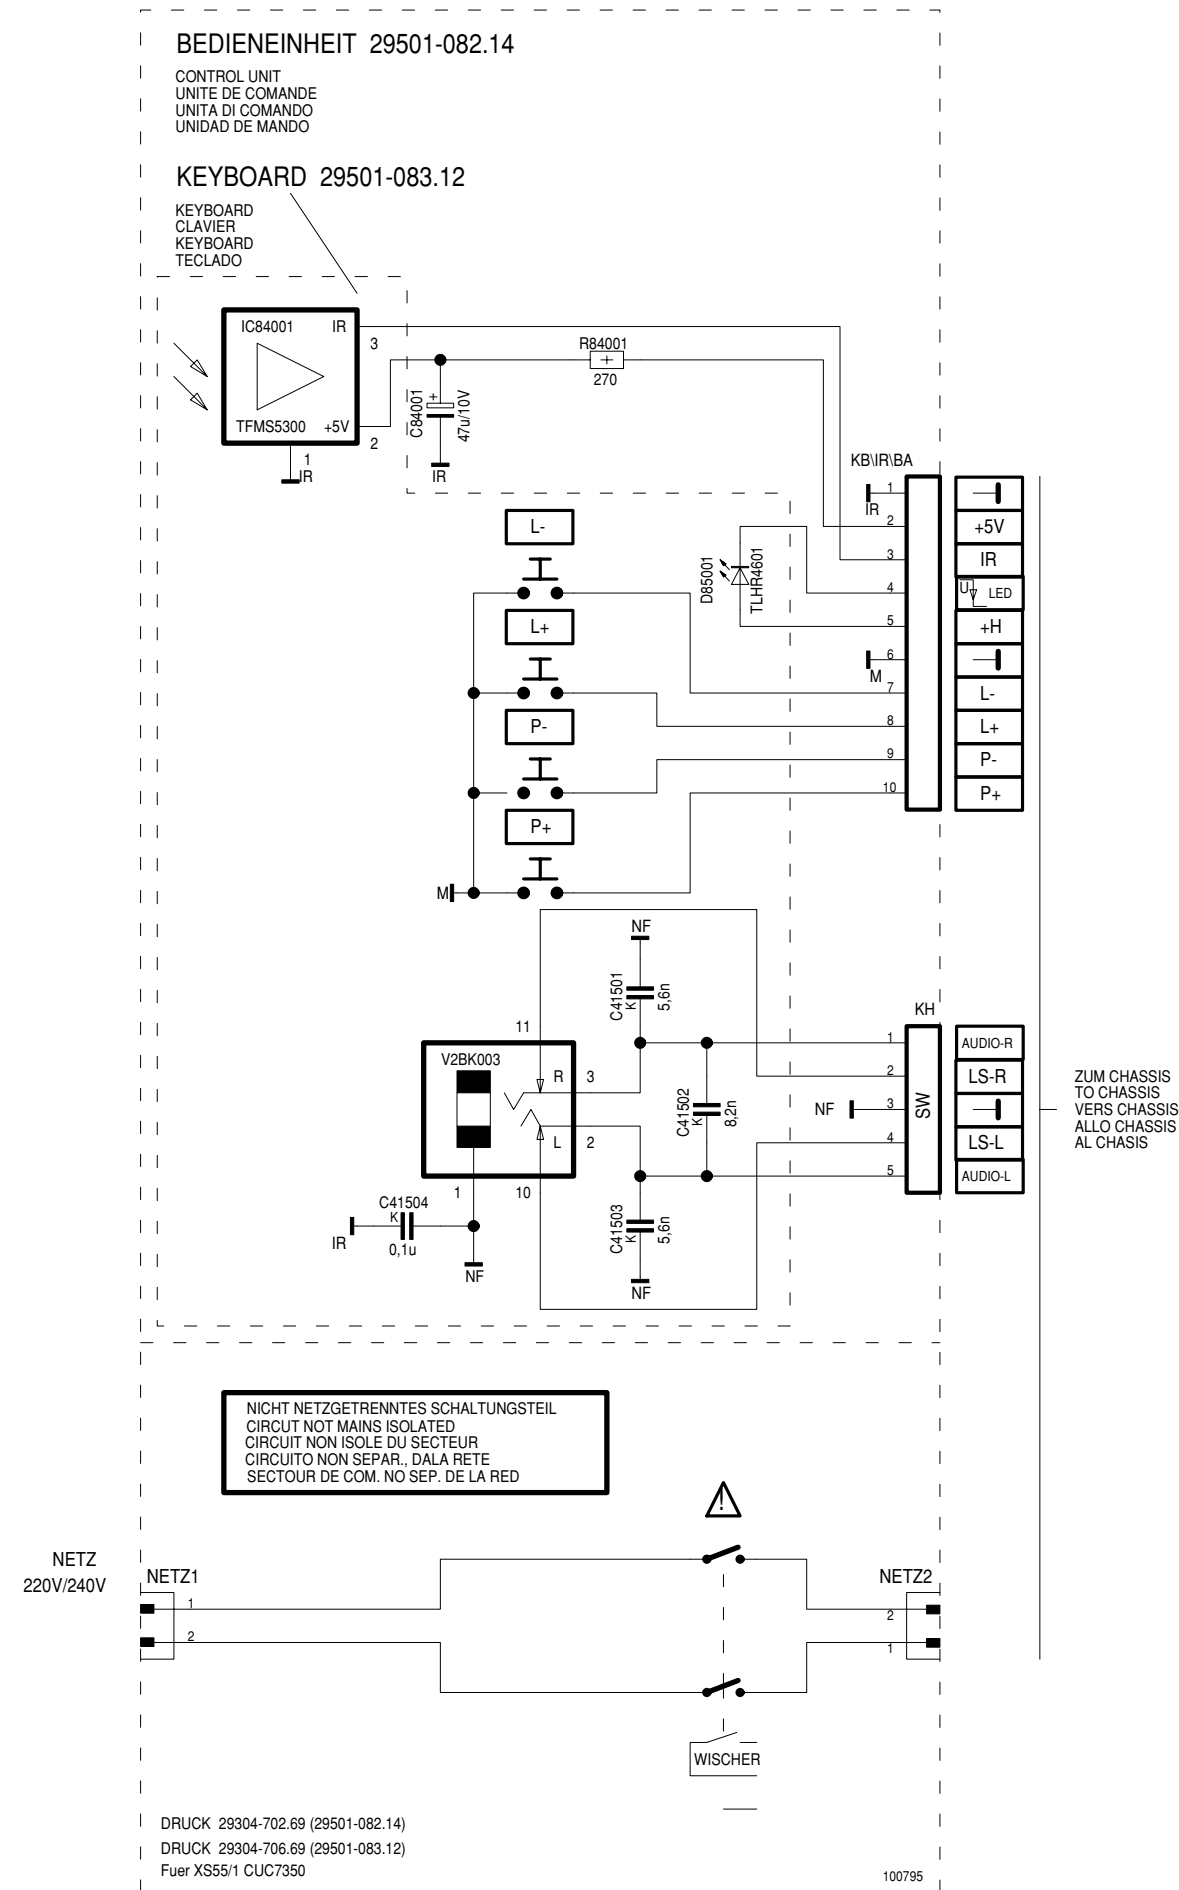 BEDIENEINHEIT 29501-082.14
CONTROL UNIT
UNITE DE COMANDE
UNITA DI COMANDO
UNIDAD DE MANDO
KEYBOARD 29501-083.12
KEYBOARD
CLAVIER
KEYBOARD
TECLADO
IC84001 IR
3
TFMS5300 +5V
2
1
IR
C84001
+
47u/10V
IR
R84001
+
270
KB\IR\BA
1
IR
2
3
4
5
6
M
7
8
9
10
+5V
IR
U LED
+H
L-
L+
P-
P+
D85001
TLHR4601
L-
L+
P-
P+
M
NF
C41501
K
5,6n
11
V2BK003
R 3
L 2
1 10
C41502
K
8,2n
C41504
K
0,1u
IR
NF
C41503
K
5,6n
NF
KH
SW
1
2
NF 3
4
5
AUDIO-R
LS-R
LS-L
AUDIO-L
ZUM CHASSIS
TO CHASSIS
VERS CHASSIS
ALLO CHASSIS
AL CHASIS
NICHT NETZGETRENNTES SCHALTUNGSTEIL
CIRCUT NOT MAINS ISOLATED
CIRCUIT NON ISOLE DU SECTEUR
CIRCUITO NON SEPAR., DALA RETE
SECTOUR DE COM. NO SEP. DE LA RED
!
NETZ
220V/240V
NETZ1
1
2
NETZ2
2
1
WISCHER
DRUCK 29304-702.69 (29501-082.14)
DRUCK 29304-706.69 (29501-083.12)
Fuer XS55/1 CUC7350
100795